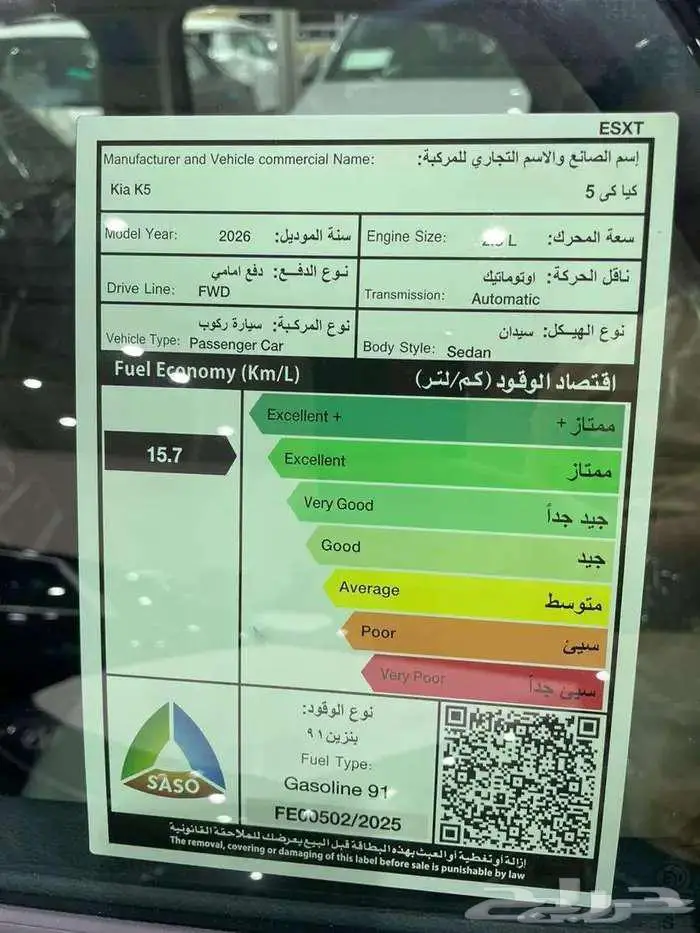 ESXT
Manufacturer and Vehicle commercial Name: إسم الصانع والاسم التجاري للمركبة:
Kia K5 كيا كى 5
Model Year: 2026 سنة الموديل:
Engine Size: L سعة المحرك:
نوع الدفع: دفع امامي
Drive Line: FWD
ناقل الحركة: اوتوماتيك
Transmission: Automatic
نوع المركبة: سيارة ركوب
Vehicle Type: Passenger Car
نوع الهيكل: سيدان
Body Style: Sedan
Fuel Economy (Km/L) اقتصاد الوقود (كم/لتر)
Excellent + ممتاز +
15.7
Excellent ممتاز
Very Good جيد جداً
Good جيد
Average متوسط
Poor سيئ
Very Poor سيئ جداً
نوع الوقود:
بنزين ٩١
Fuel Type:
Gasoline 91
FE00502/2025
SASO
إزالة أو تغطية أو العبث بهذه البطاقة قبل البيع يعرضك للملاحقة القانونية
The removal, covering or damaging of this label before sale is punishable by law
حراج